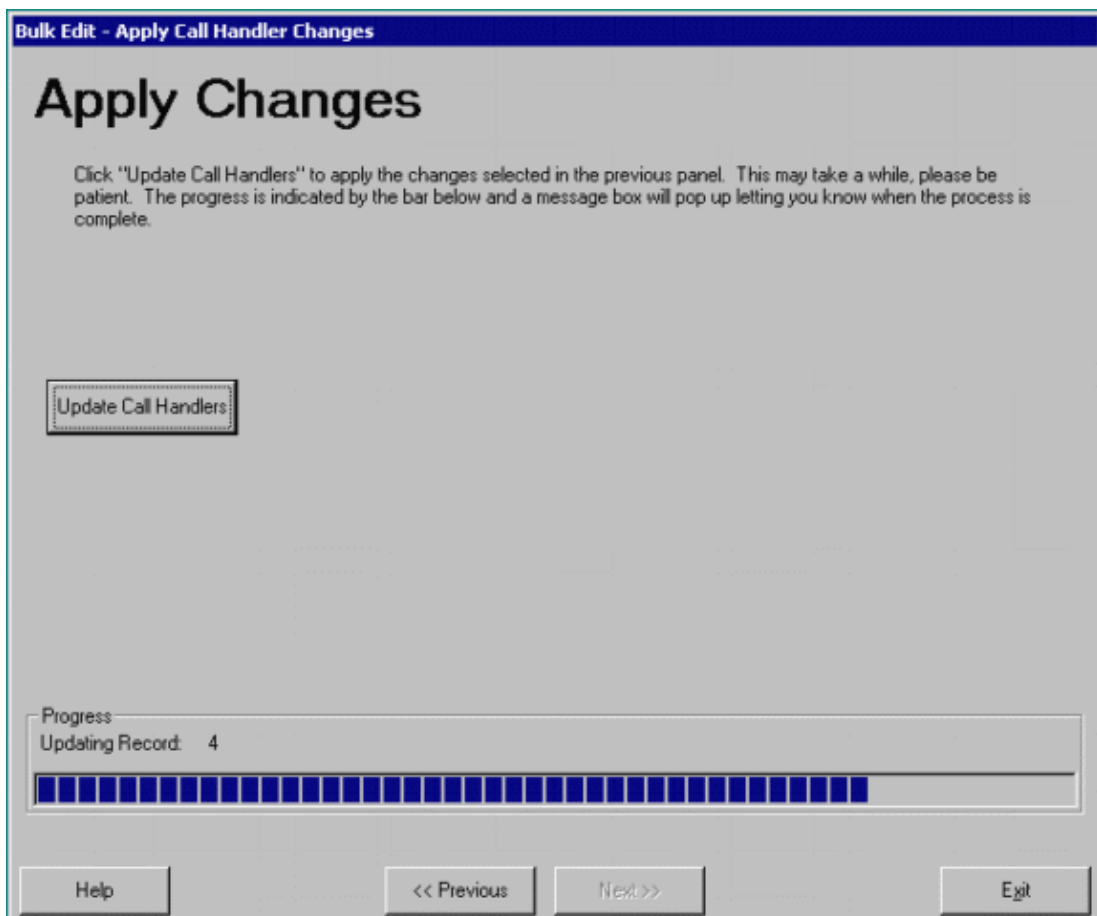 Bulk Edit - Apply Call Handler Changes
Apply Changes
Click "Update Call Handlers" to apply the changes selected in the previous panel.  This may take a while, please be
patient.  The progress is indicated by the bar below and a message box will pop up letting you know when the process is
complete.
Update Call Handlers
Progress
Updating Record: 4
Help << Previous Next >> Exit